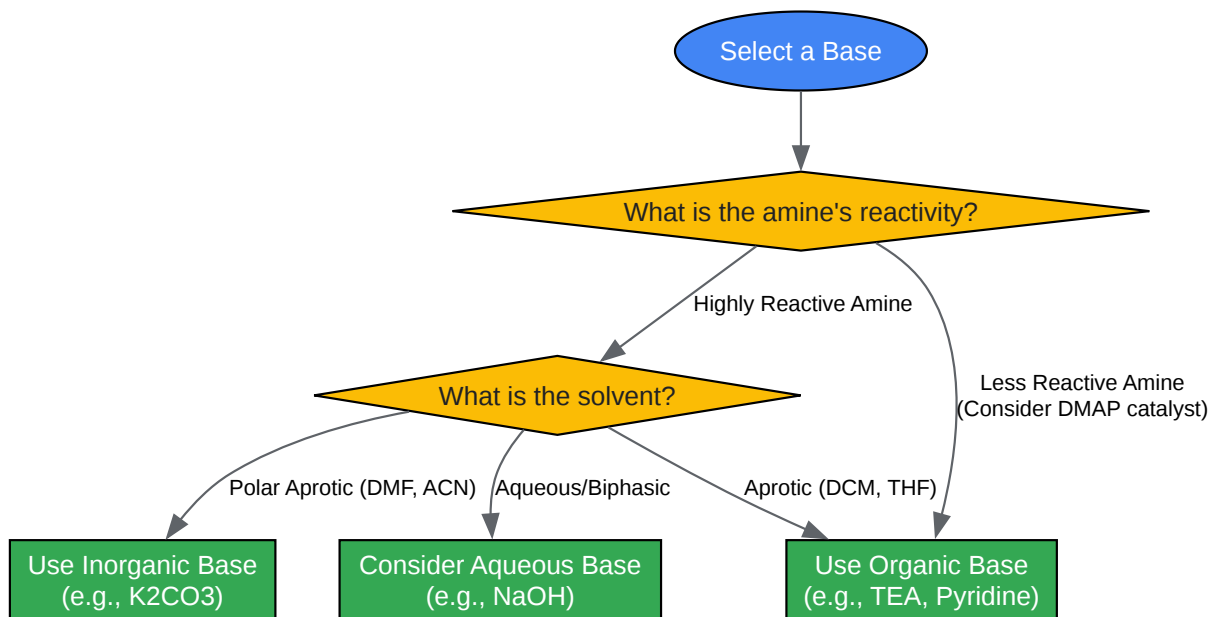 Select a Base
What is the amine's reactivity?
Highly Reactive Amine
Less Reactive Amine
(Consider DMAP catalyst)
What is the solvent?
Polar Aprotic (DMF, ACN)
Aqueous/Biphasic
Aprotic (DCM, THF)
Use Inorganic Base
(e.g., K2CO3)
Consider Aqueous Base
(e.g., NaOH)
Use Organic Base
(e.g., TEA, Pyridine)